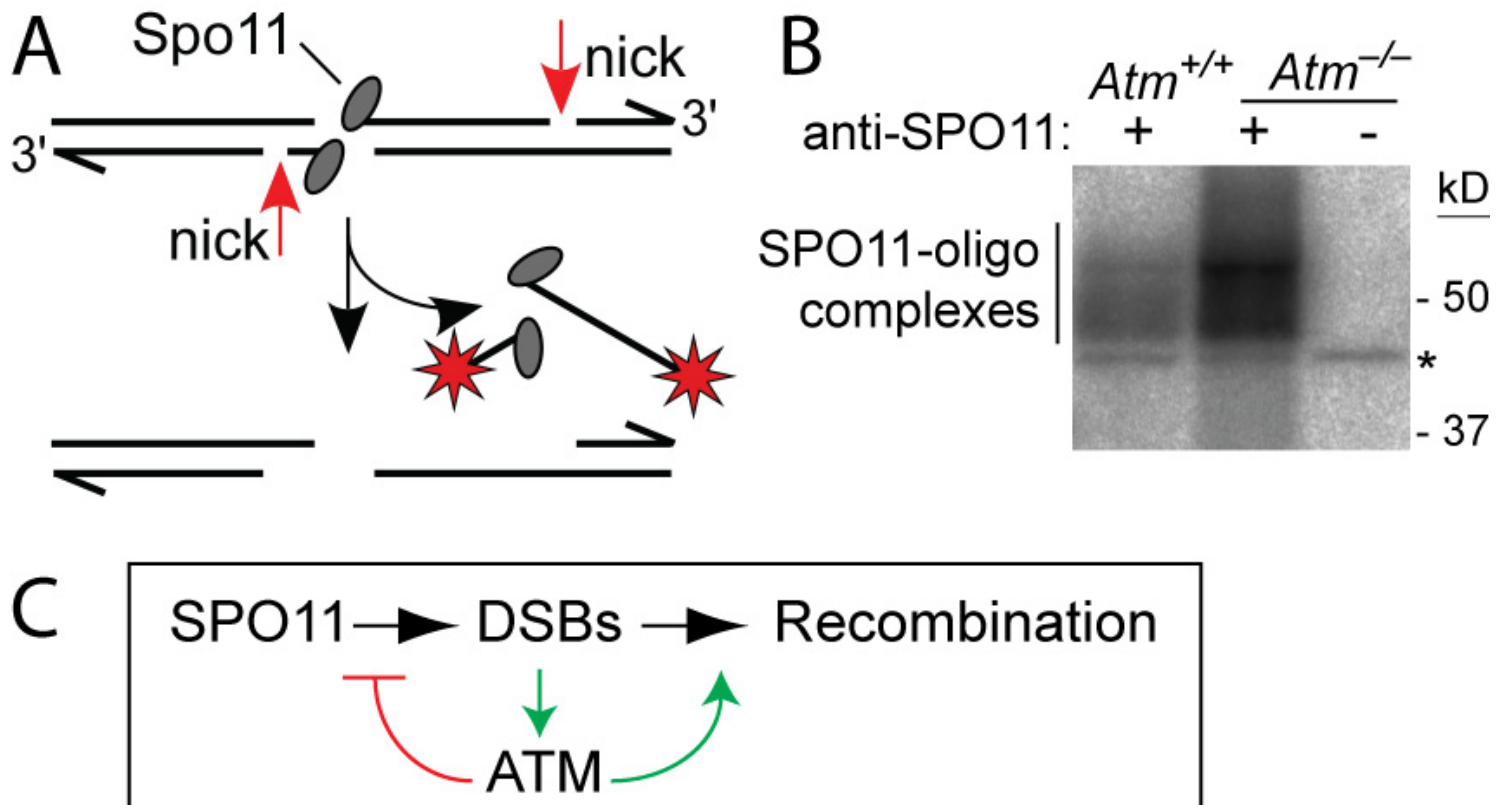 A
Spo11
nick
3'
3'
nick
B
Atm+/+
Atm–/–
anti-SPO11: + + -
kD
SPO11-oligo
complexes
- 50
*
- 37
C
SPO11 DSBs Recombination
ATM